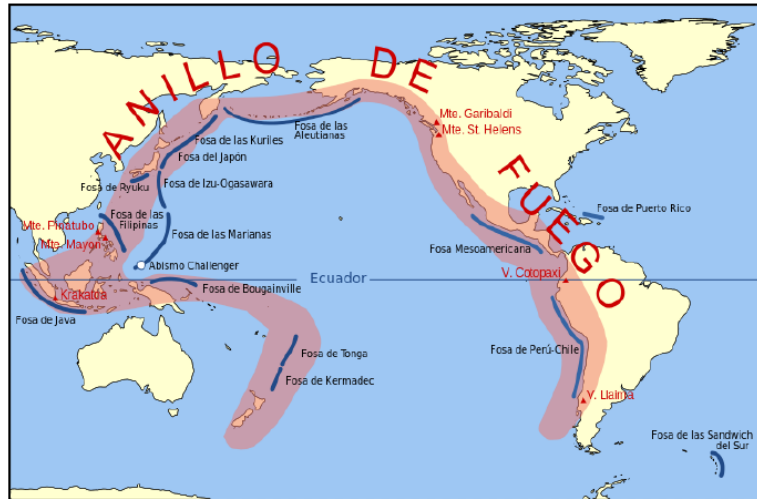 ANILLO DE FUEGO
Mte. Garibaldi
Mte. St. Helens
Fosa de las
Aleutianas
Fosa de las Kuriles
Fosa del Japón
Fosa de Ryuku
Fosa de Izu-Ogasawara
Fosa de las
Filipinas
Mte. Pinatubo
Mte. Mayon
Fosa de las Marianas
Fosa de Puerto Rico
Fosa Mesoamericana
Abismo Challenger
Ecuador
V. Cotopaxi
Fosa de Bougainville
Krakatoa
Fosa de Java
Fosa de Tonga
Fosa de Perú-Chile
Fosa de Kermadec
V. Llaima
Fosa de las Sandwich
del Sur